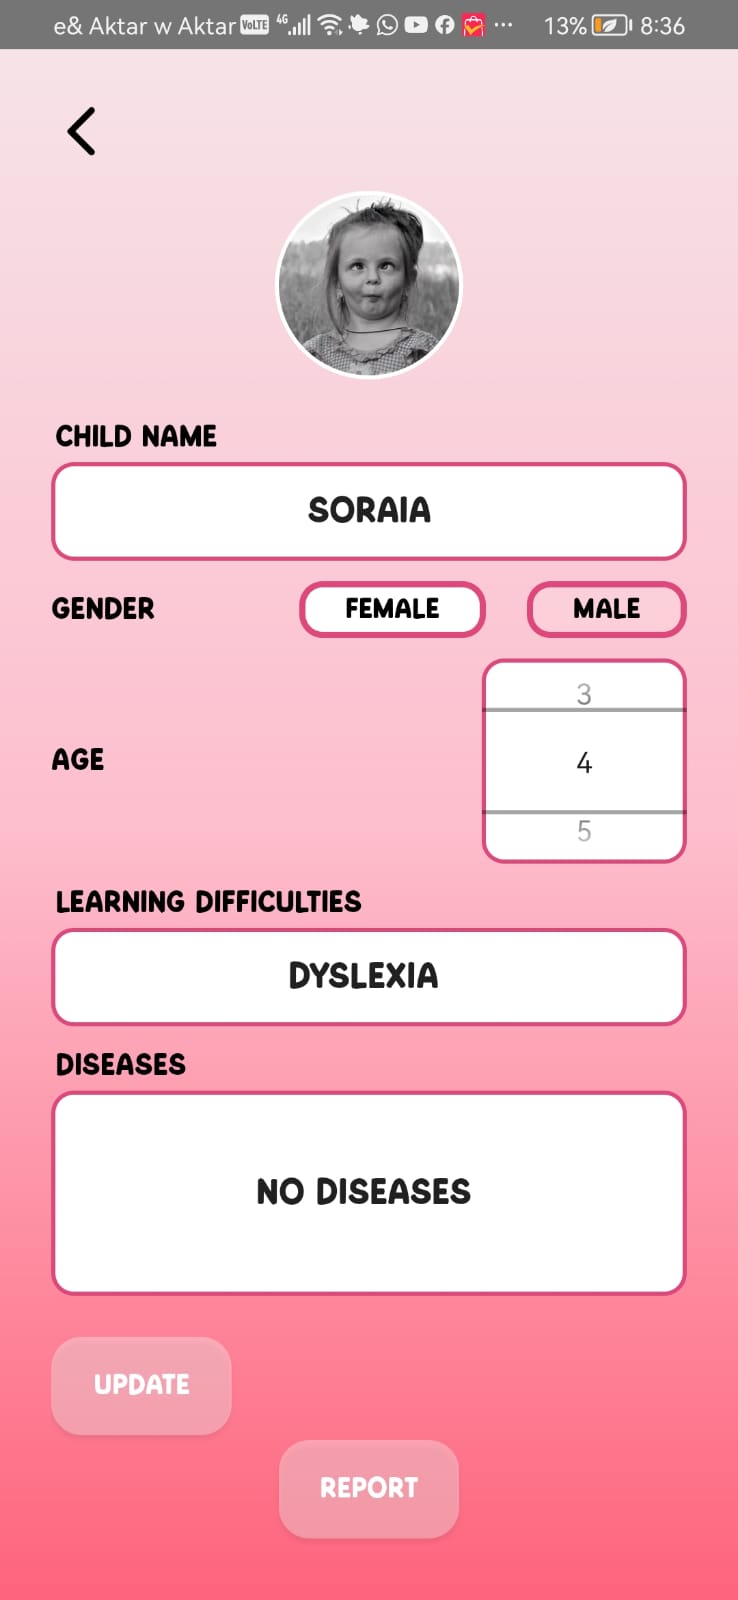 e& Aktar w Aktar VoLTE 4G 13% 8:36
CHILD NAME
SORAIA
GENDER FEMALE MALE
3
AGE 4
5
LEARNING DIFFICULTIES
DYSLEXIA
DISEASES
NO DISEASES
UPDATE
REPORT